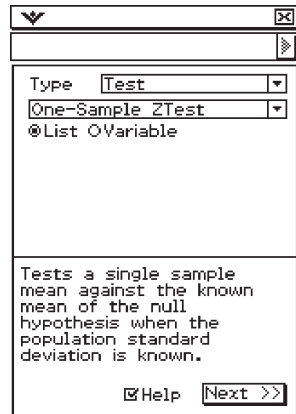 Type Test
One-Sample ZTest
List Variable
Tests a single sample
mean against the known
mean of the null
hypothesis when the
population standard
deviation is known.
Help Next >>